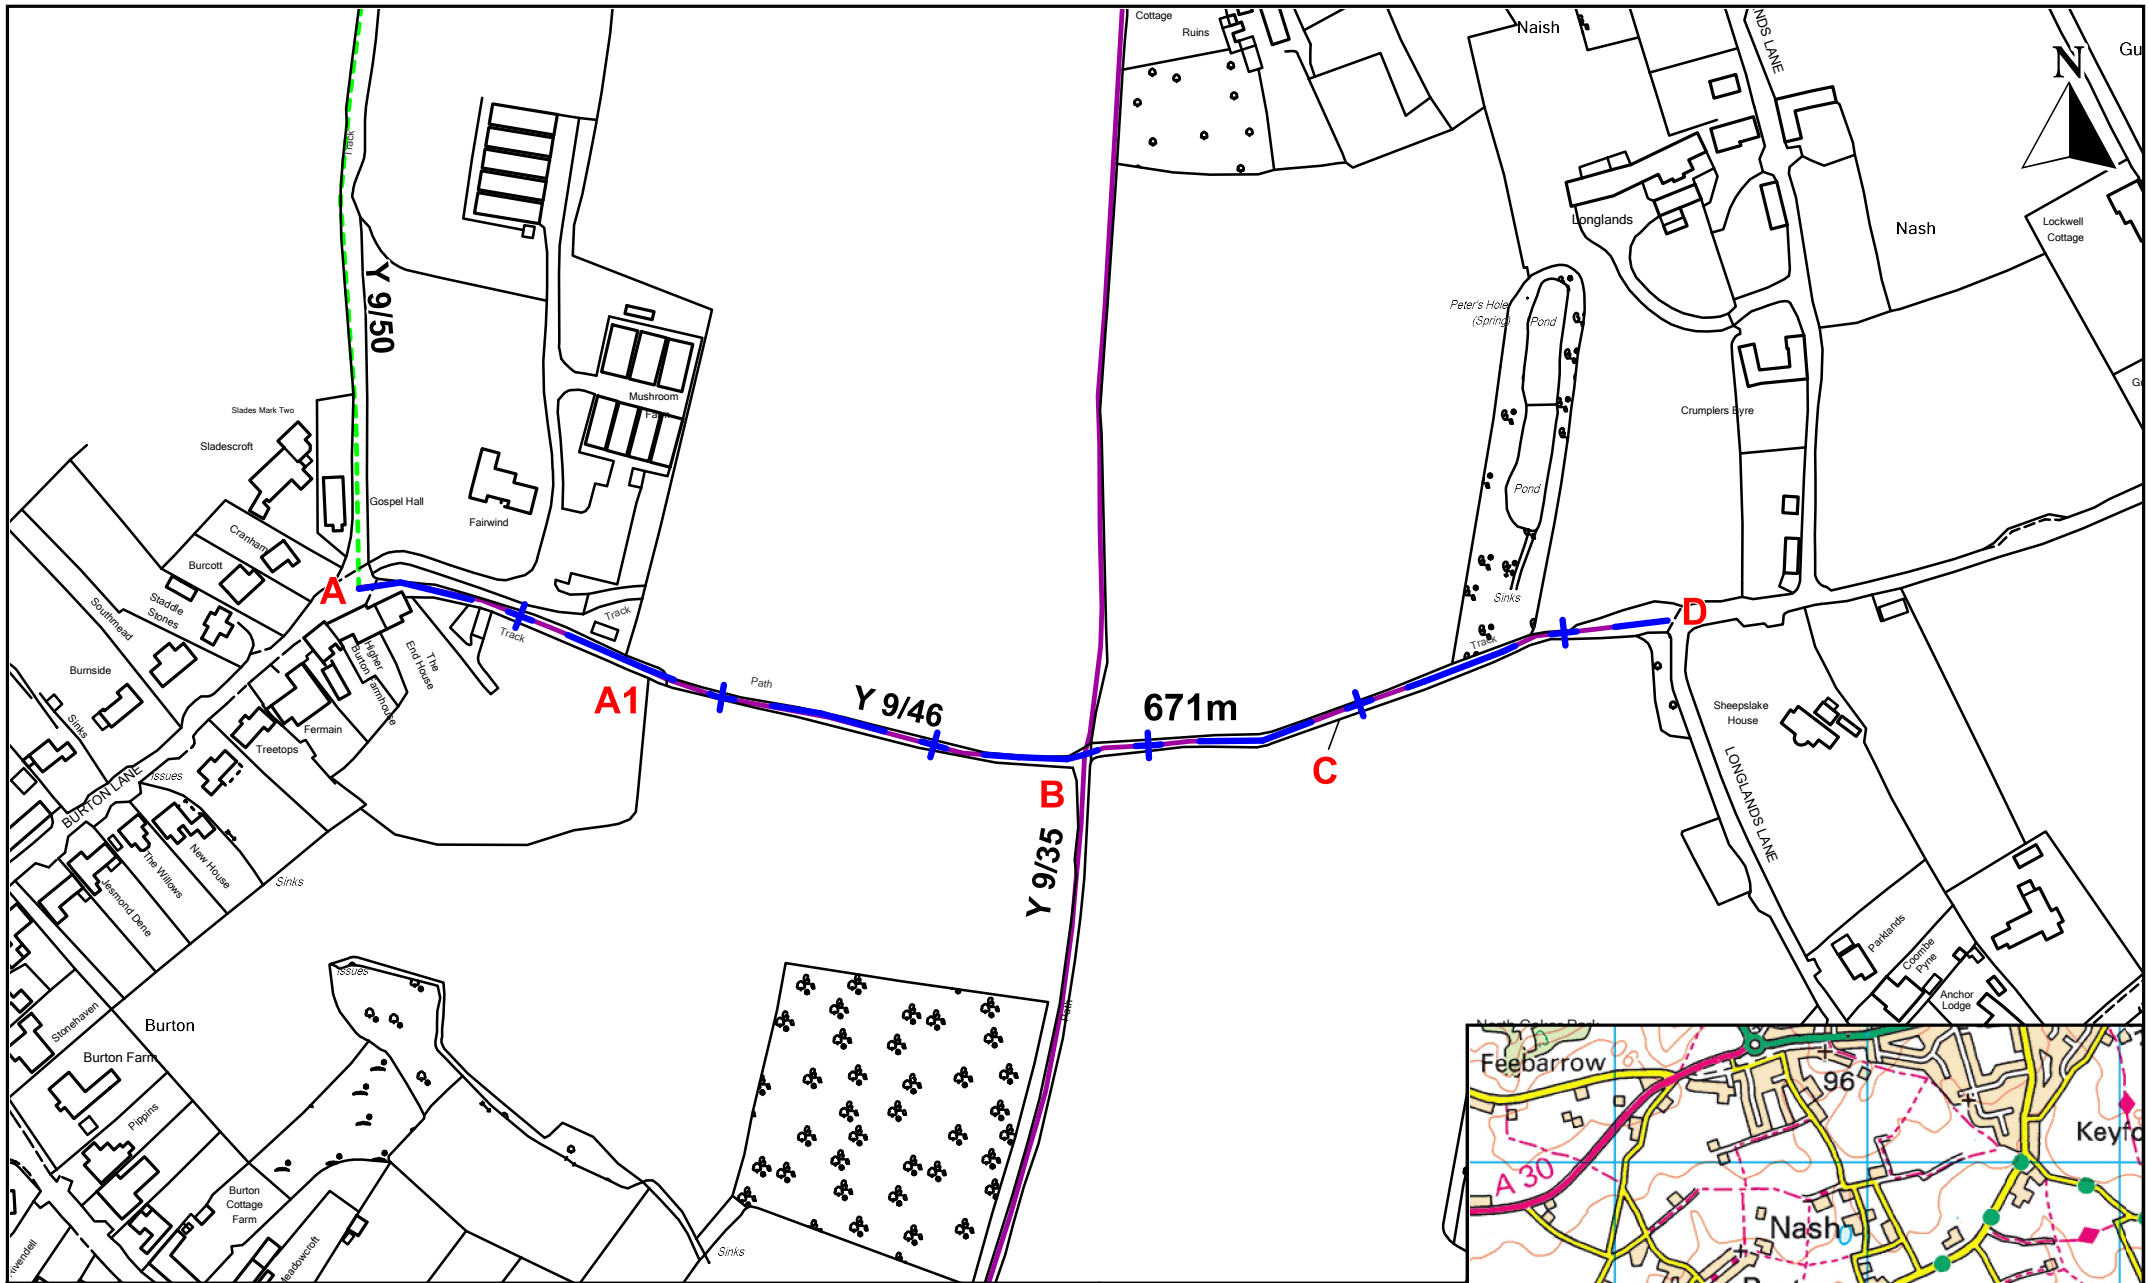 Cottage
Ruins
Naish
NDS LANE
Gu
N
Track
Longlands
Nash
Lockwell
Cottage
Y 9/50
Peter's Hole
(Spring)
Pond
Mushroom
Farm
Slades Mark Two
Sladescroft
Crumplers Eyre
Gospel Hall
Fairwind
Pond
Cranham
Burcott
Staddle
Stones
Southmead
A
Track
Track
Sinks
Track
D
Higher
Burton Farmhouse
The
End House
Burnside
Sinks
A1
Path
Y 9/46
671m
Sheepslake
House
Fermain
Treetops
Issues
BURTON LANE
B
C
LONGLANDS LANE
The Willows
New House
Jesmond Dene
Sinks
Y 9/35
Parklands
Coombe
Pyne
Anchor
Lodge
Issues
Path
Stonehaven
Burton
Burton Farm
Pippins
Burton
Cottage
Farm
Meadowcroft
Rivendell
Sinks
Feebarrow
96
Keyfo
A 30
Nash